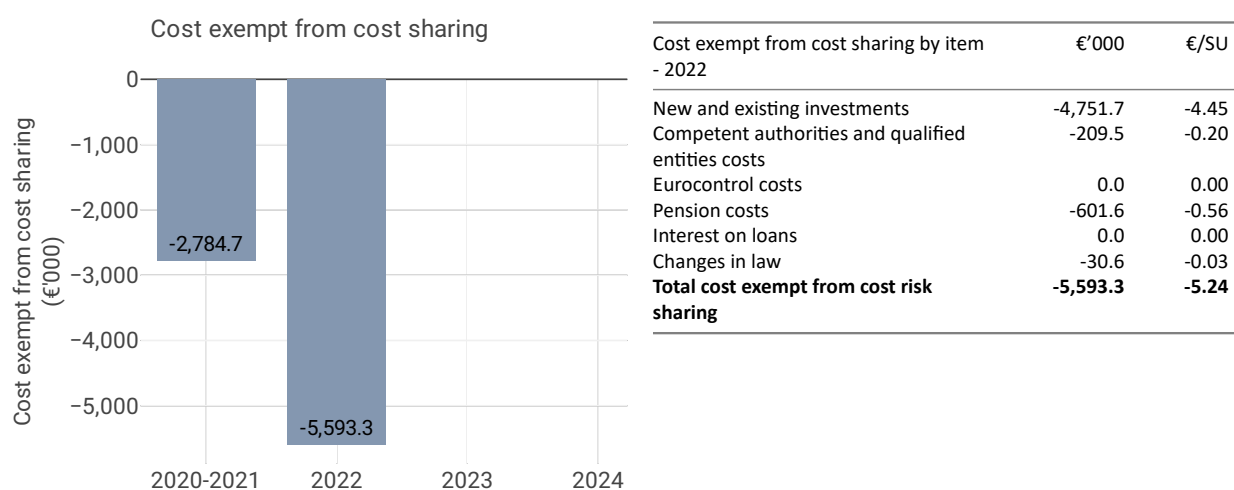 Cost exempt from cost sharing
Cost exempt from cost sharing
(€'000)
0
−1,000
−2,000
−3,000
−4,000
−5,000
-2,784.7
-5,593.3
2020-2021 2022 2023 2024
Cost exempt from cost sharing by item €’000 €/SU
- 2022
New and existing investments -4,751.7 -4.45
Competent authorities and qualified -209.5 -0.20
entities costs
Eurocontrol costs 0.0 0.00
Pension costs -601.6 -0.56
Interest on loans 0.0 0.00
Changes in law -30.6 -0.03
Total cost exempt from cost risk -5,593.3 -5.24
sharing